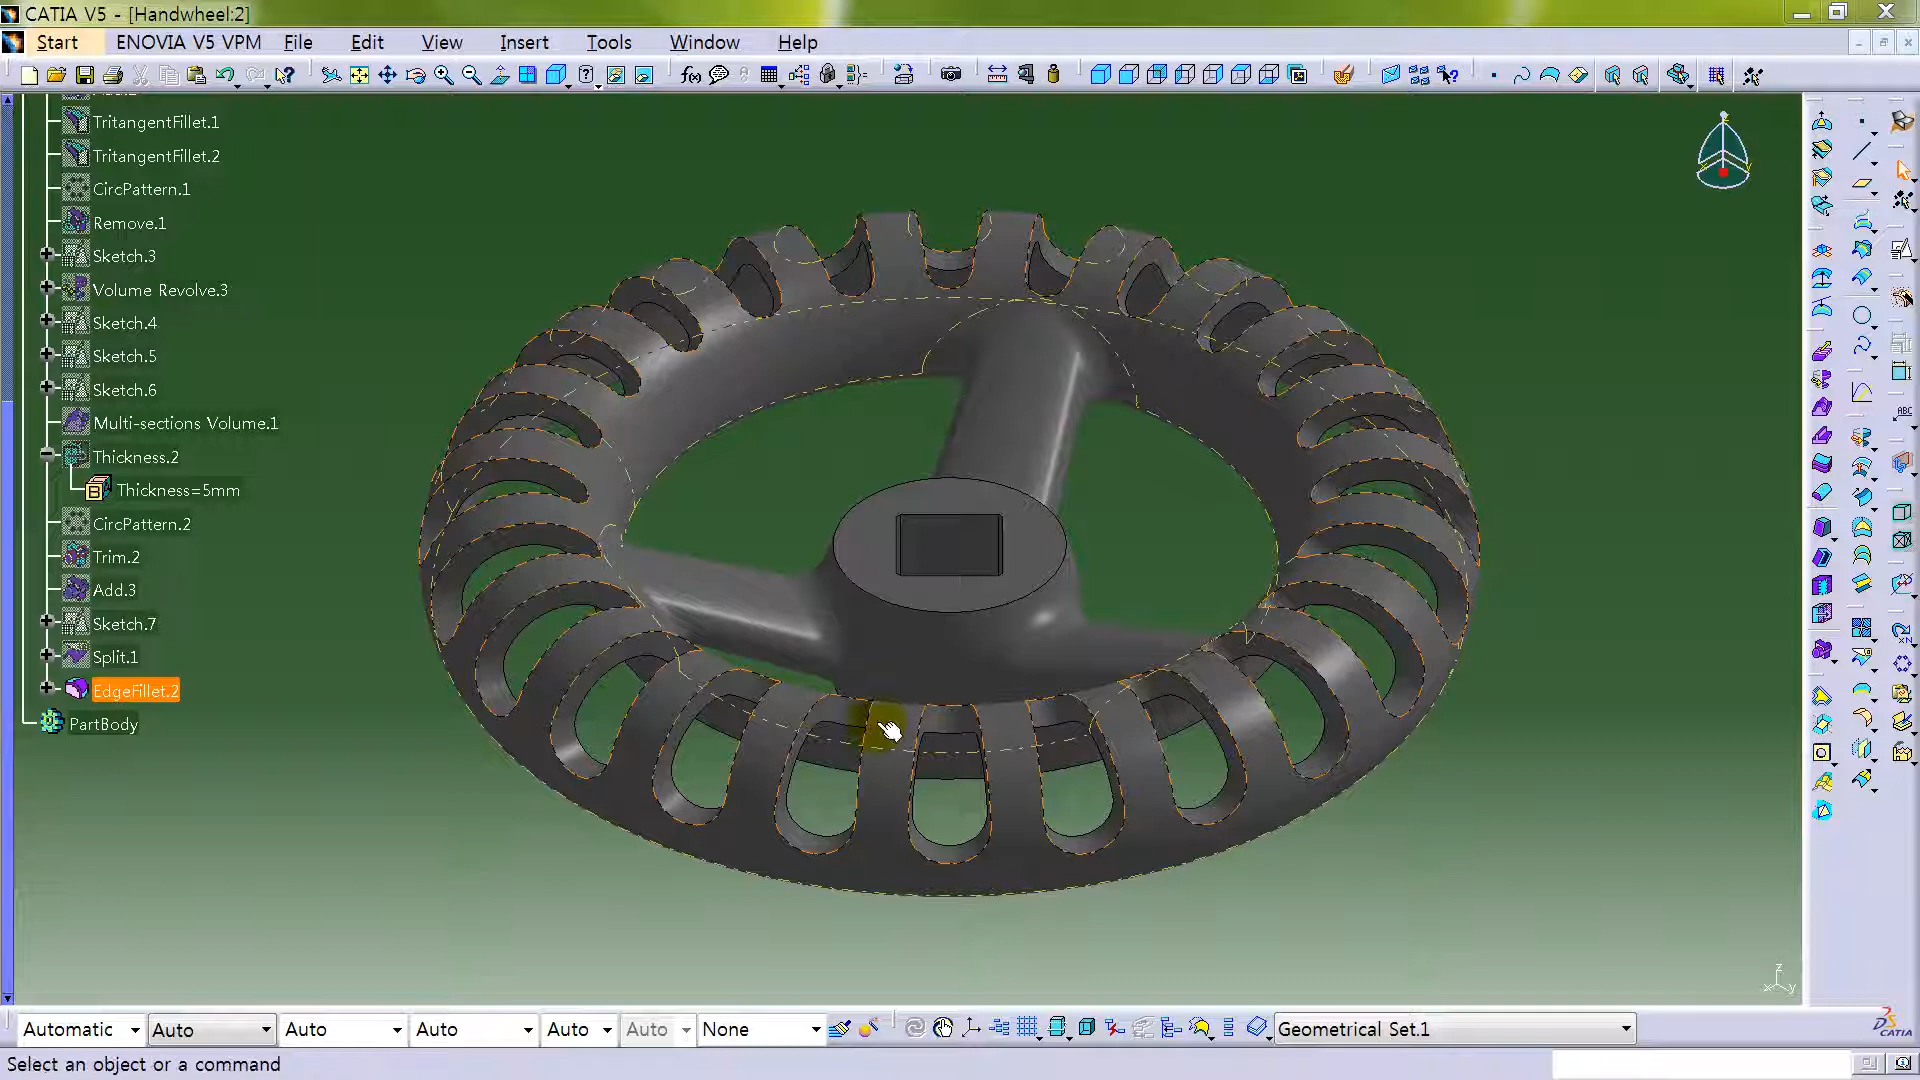 CATIA V5 - [Handwheel:2]
Start ENOVIA V5 VPM File Edit View Insert Tools Window Help
TritangentFillet.1
TritangentFillet.2
CircPattern.1
Remove.1
Sketch.3
Volume Revolve.3
Sketch.4
Sketch.5
Sketch.6
Multi-sections Volume.1
Thickness.2
Thickness=5mm
CircPattern.2
Trim.2
Add.3
Sketch.7
Split.1
EdgeFillet.2
PartBody
z
x y
Automatic Auto Auto Auto Auto Auto None Geometrical Set.1
CATIA
Select an object or a command